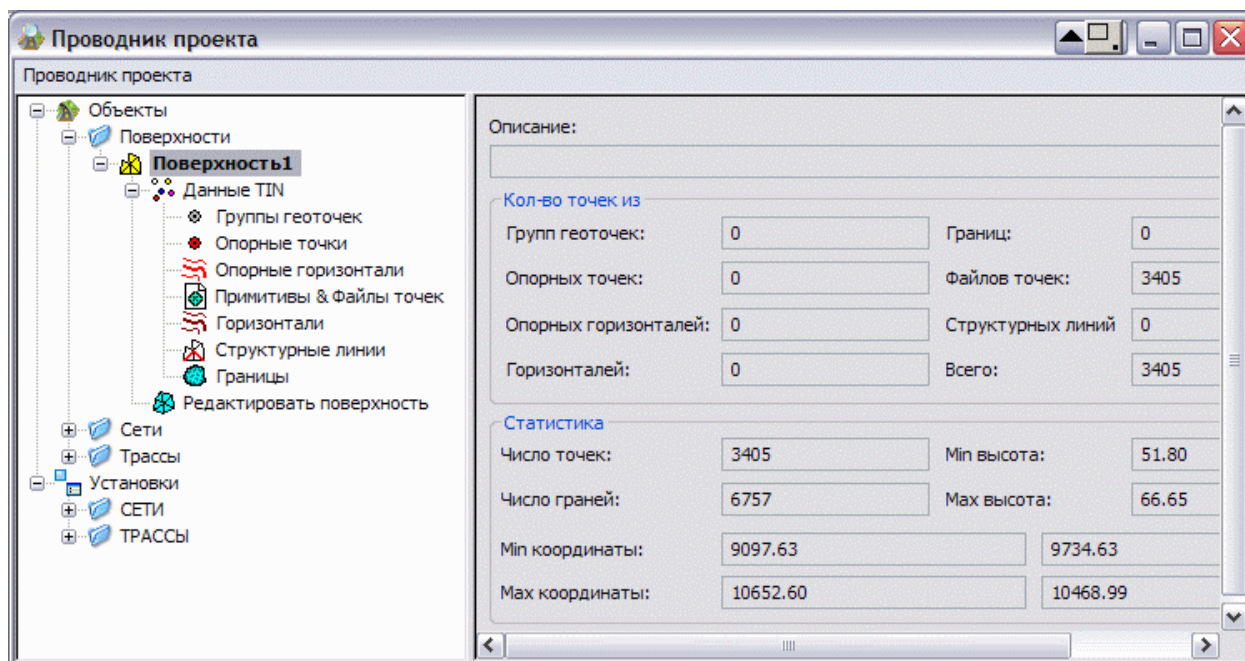 Проводник проекта
Проводник проекта
Объекты
Поверхности
Поверхность1
Данные TIN
Группы геоточек
Опорные точки
Опорные горизонтали
Примитивы & Файлы точек
Горизонтали
Структурные линии
Границы
Редактировать поверхность
Сети
Трассы
Установки
СЕТИ
ТРАССЫ
Описание:
Кол-во точек из
Групп геоточек: 0 Границ: 0
Опорных точек: 0 Файлов точек: 3405
Опорных горизонталей: 0 Структурных линий 0
Горизонталей: 0 Всего: 3405
Статистика
Число точек: 3405 Min высота: 51.80
Число граней: 6757 Max высота: 66.65
Min координаты: 9097.63 9734.63
Max координаты: 10652.60 10468.99